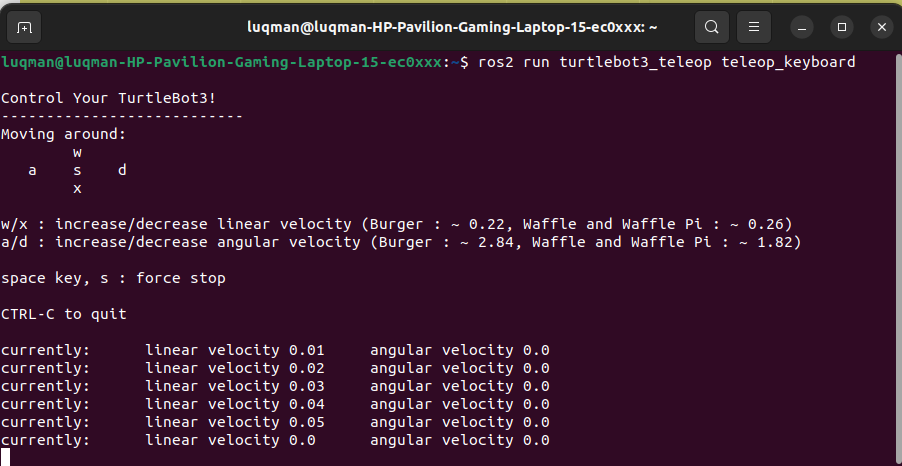 luqman@luqman-HP-Pavilion-Gaming-Laptop-15-ec0xxx: ~
luqman@luqman-HP-Pavilion-Gaming-Laptop-15-ec0xxx:~$ ros2 run turtlebot3_teleop teleop_keyboard
Control Your TurtleBot3!
---------------------------
Moving around:
w
a s d
x
w/x : increase/decrease linear velocity (Burger : ~ 0.22, Waffle and Waffle Pi : ~ 0.26)
a/d : increase/decrease angular velocity (Burger : ~ 2.84, Waffle and Waffle Pi : ~ 1.82)
space key, s : force stop
CTRL-C to quit
currently: linear velocity 0.01 angular velocity 0.0
currently: linear velocity 0.02 angular velocity 0.0
currently: linear velocity 0.03 angular velocity 0.0
currently: linear velocity 0.04 angular velocity 0.0
currently: linear velocity 0.05 angular velocity 0.0
currently: linear velocity 0.0 angular velocity 0.0